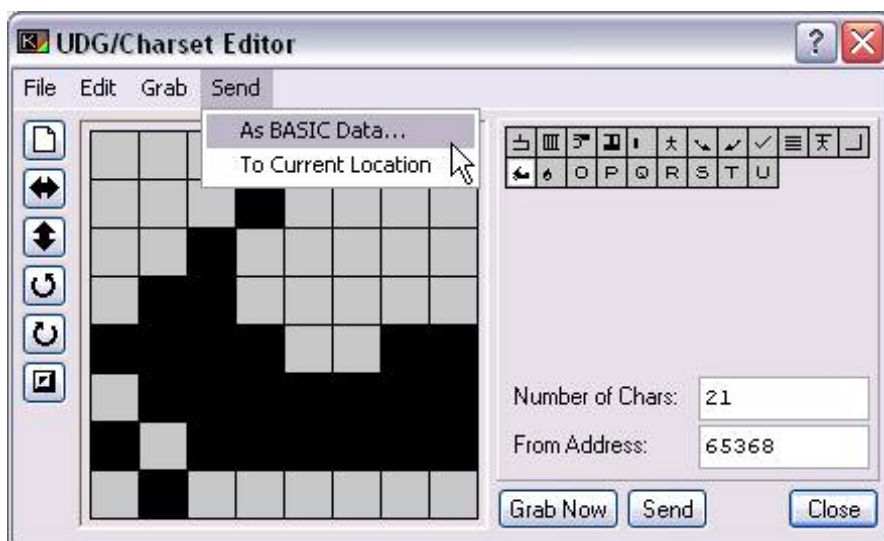 UDG/Charset Editor
File Edit Grab Send
As BASIC Data...
To Current Location
O P Q R S T U
Number of Chars: 21
From Address: 65368
Grab Now Send Close